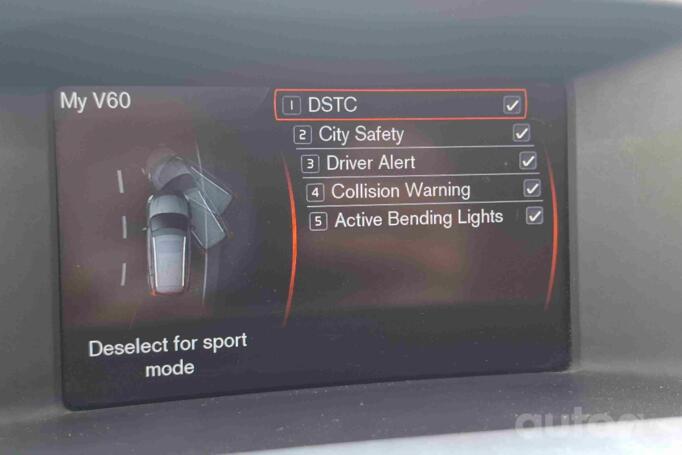 My V60
1 DSTC
2 City Safety
3 Driver Alert
4 Collision Warning
5 Active Bending Lights
Deselect for sport
mode